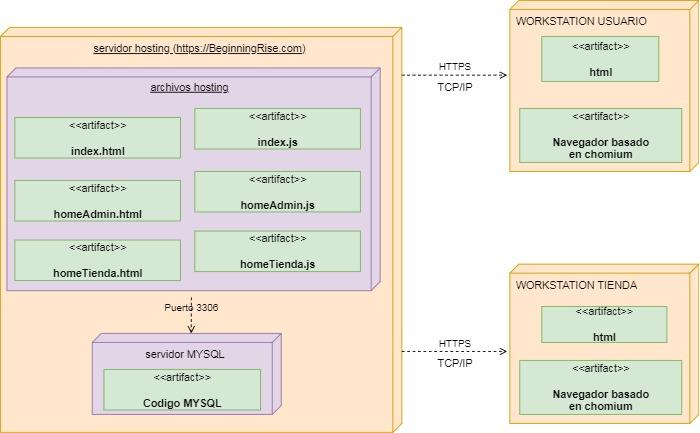 servidor hosting (https://BeginningRise.com)
archivos hosting
<<artifact>>
index.html
<<artifact>>
index.js
<<artifact>>
homeAdmin.html
<<artifact>>
homeAdmin.js
<<artifact>>
homeTienda.html
<<artifact>>
homeTienda.js
Puerto 3306
servidor MYSQL
<<artifact>>
Codigo MYSQL
HTTPS
TCP/IP
WORKSTATION USUARIO
<<artifact>>
html
<<artifact>>
Navegador basado
en chomium
HTTPS
TCP/IP
WORKSTATION TIENDA
<<artifact>>
html
<<artifact>>
Navegador basado
en chomium